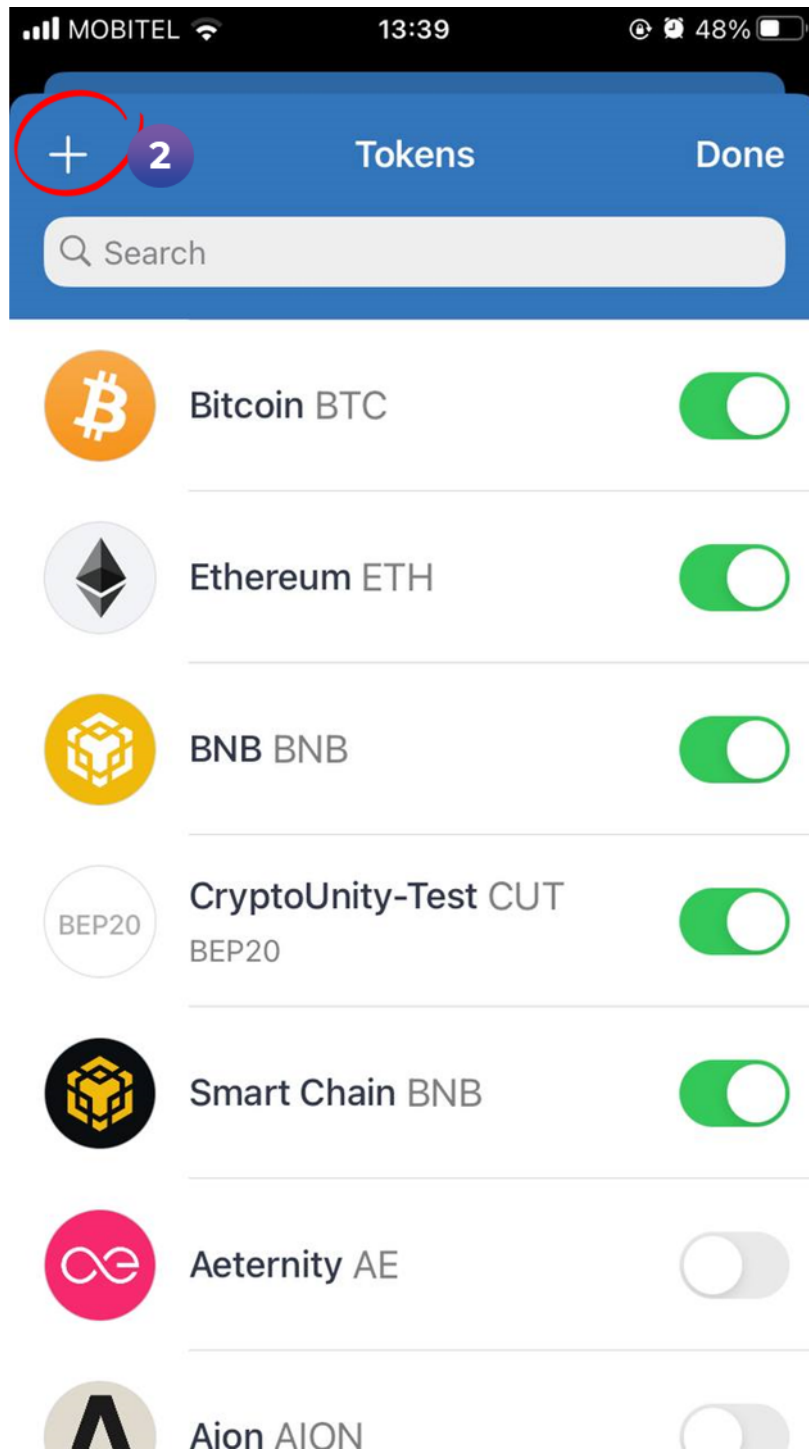 MOBITEL 13:39 48%
2 Tokens Done
Search
Bitcoin BTC
Ethereum ETH
BNB BNB
CryptoUnity-Test CUT
BEP20 BEP20
Smart Chain BNB
Aeternity AE
Aion AION